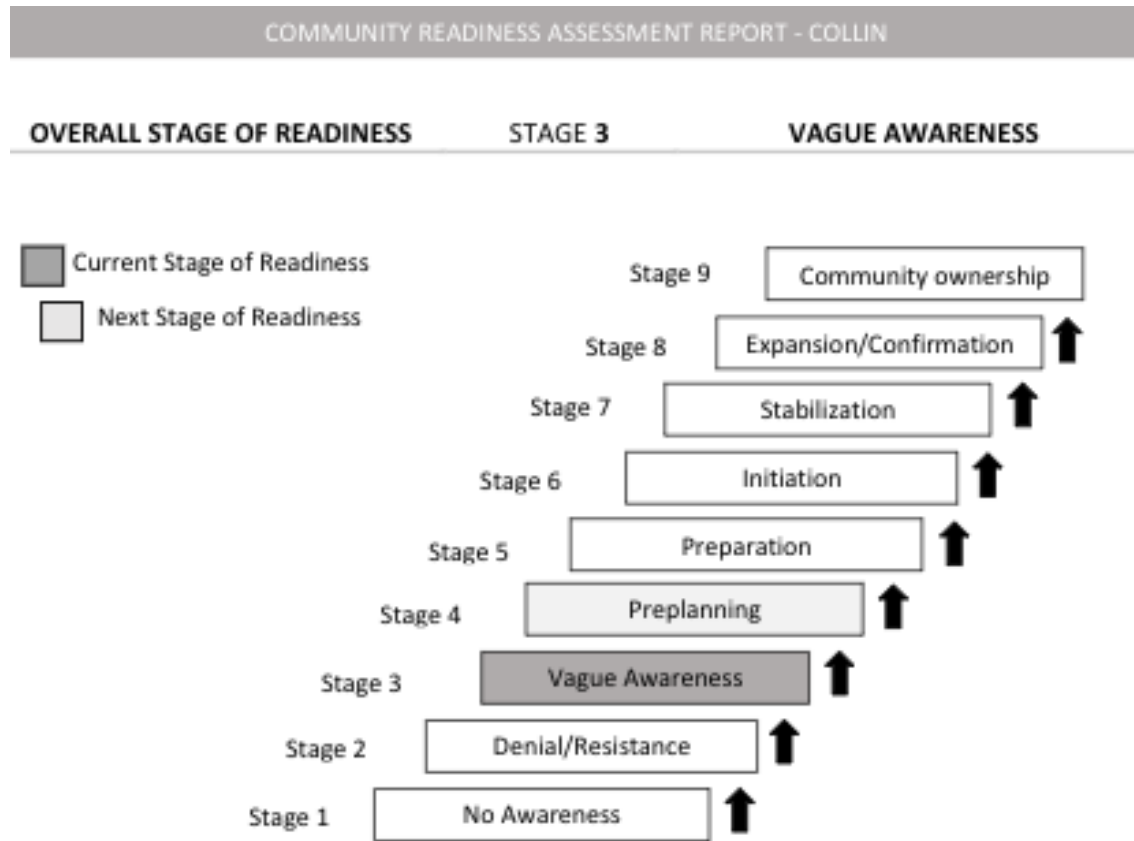 COMMUNITY READINESS ASSESSMENT REPORT - COLLIN
OVERALL STAGE OF READINESS STAGE 3 VAGUE AWARENESS
Current Stage of Readiness
Next Stage of Readiness
Stage 9 Community ownership
Stage 8 Expansion/Confirmation
Stage 7 Stabilization
Stage 6 Initiation
Stage 5 Preparation
Stage 4 Preplanning
Stage 3 Vague Awareness
Stage 2 Denial/Resistance
Stage 1 No Awareness